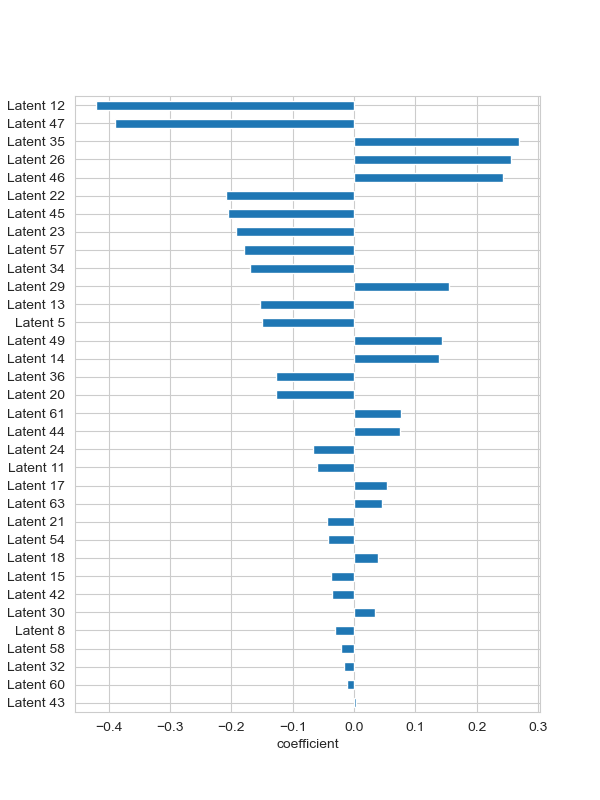 Latent 12
Latent 47
Latent 35
Latent 26
Latent 46
Latent 22
Latent 45
Latent 23
Latent 57
Latent 34
Latent 29
Latent 13
Latent 5
Latent 49
Latent 14
Latent 36
Latent 20
Latent 61
Latent 44
Latent 24
Latent 11
Latent 17
Latent 63
Latent 21
Latent 54
Latent 18
Latent 15
Latent 42
Latent 30
Latent 8
Latent 58
Latent 32
Latent 60
Latent 43
−0.4 −0.3 −0.2 −0.1 0.0 0.1 0.2 0.3
coefficient